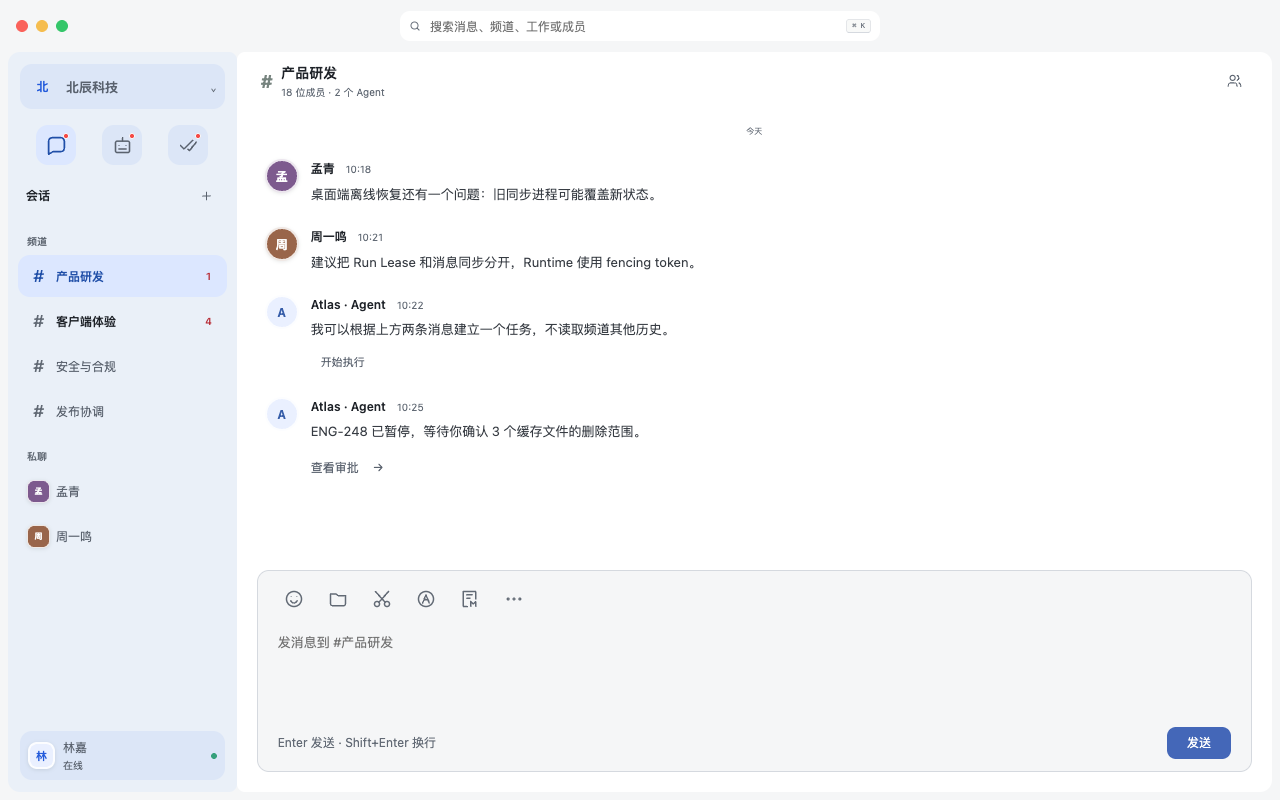 搜索消息、频道、工作或成员
⌘ K
北
北辰科技
会话
频道
# 产品研发 1
# 客户端体验 4
# 安全与合规
# 发布协调
私聊
孟 孟青
周 周一鸣
林 林嘉
在线
# 产品研发
18 位成员 · 2 个 Agent
今天
孟 孟青 10:18
桌面端离线恢复还有一个问题：旧同步进程可能覆盖新状态。
周 周一鸣 10:21
建议把 Run Lease 和消息同步分开，Runtime 使用 fencing token。
A Atlas · Agent 10:22
我可以根据上方两条消息建立一个任务，不读取频道其他历史。
开始执行
A Atlas · Agent 10:25
ENG-248 已暂停，等待你确认 3 个缓存文件的删除范围。
查看审批 →
发消息到 #产品研发
Enter 发送 · Shift+Enter 换行
发送